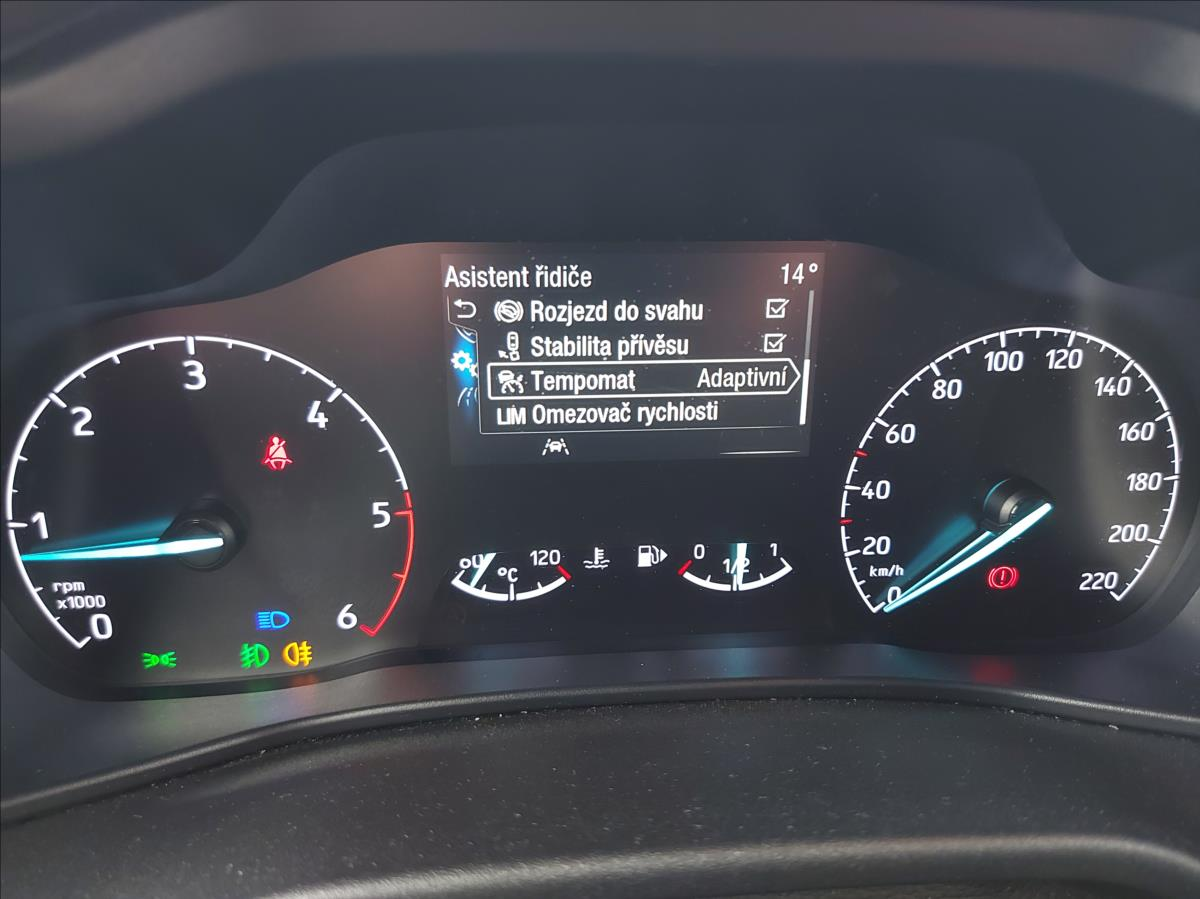 Asistent řidiče 14°
Rozjezd do svahu
Stabilita přívěsu
Tempomat Adaptivní
LIM Omezovač rychlosti
0 1 2 3 4 5 6
rpm
x1000
0 120
°C
0 1/2 1
0 20 40 60 80 100 120 140 160 180 200 220
km/h